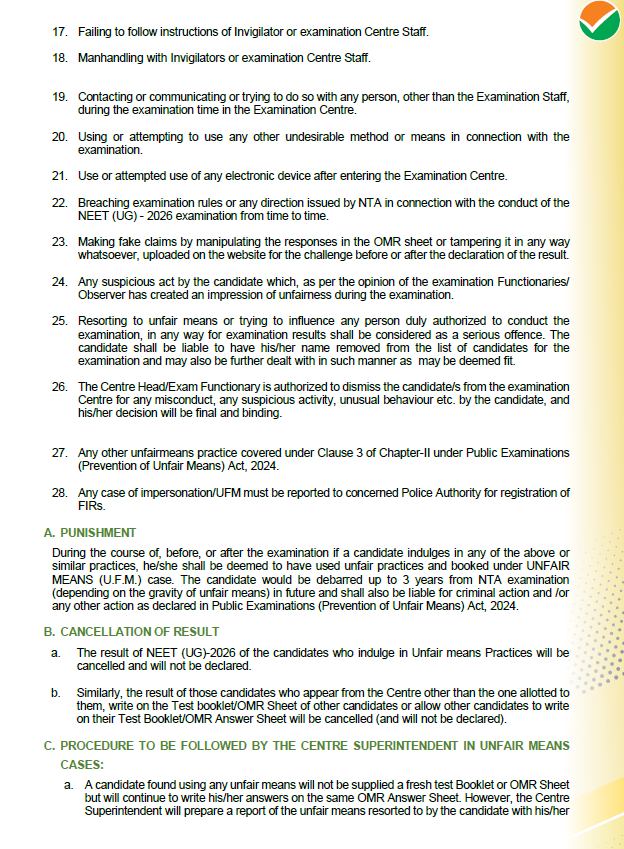 17. Failing to follow instructions of Invigilator or examination Centre Staff.
18. Manhandling with Invigilators or examination Centre Staff.
19. Contacting or communicating or trying to do so with any person, other than the Examination Staff,
during the examination time in the Examination Centre.
20. Using or attempting to use any other undesirable method or means in connection with the
examination.
21. Use or attempted use of any electronic device after entering the Examination Centre.
22. Breaching examination rules or any direction issued by NTA in connection with the conduct of the
NEET (UG) - 2026 examination from time to time.
23. Making fake claims by manipulating the responses in the OMR sheet or tampering it in any way
whatsoever, uploaded on the website for the challenge before or after the declaration of the result.
24. Any suspicious act by the candidate which, as per the opinion of the examination Functionaries/
Observer has created an impression of unfairness during the examination.
25. Resorting to unfair means or trying to influence any person duly authorized to conduct the
examination, in any way for examination results shall be considered as a serious offence. The
candidate shall be liable to have his/her name removed from the list of candidates for the
examination and may also be further dealt with in such manner as may be deemed fit.
26. The Centre Head/Exam Functionary is authorized to dismiss the candidate/s from the examination
Centre for any misconduct, any suspicious activity, unusual behaviour etc. by the candidate, and
his/her decision will be final and binding.
27. Any other unfairmeans practice covered under Clause 3 of Chapter-II under Public Examinations
(Prevention of Unfair Means) Act, 2024.
28. Any case of impersonation/UFM must be reported to concerned Police Authority for registration of
FIRs.
A. PUNISHMENT
During the course of, before, or after the examination if a candidate indulges in any of the above or
similar practices, he/she shall be deemed to have used unfair practices and booked under UNFAIR
MEANS (U.F.M.) case. The candidate would be debarred up to 3 years from NTA examination
(depending on the gravity of unfair means) in future and shall also be liable for criminal action and /or
any other action as declared in Public Examinations (Prevention of Unfair Means) Act, 2024.
B. CANCELLATION OF RESULT
a. The result of NEET (UG)-2026 of the candidates who indulge in Unfair means Practices will be
cancelled and will not be declared.
b. Similarly, the result of those candidates who appear from the Centre other than the one allotted to
them, write on the Test booklet/OMR Sheet of other candidates or allow other candidates to write
on their Test Booklet/OMR Answer Sheet will be cancelled (and will not be declared).
C. PROCEDURE TO BE FOLLOWED BY THE CENTRE SUPERINTENDENT IN UNFAIR MEANS
CASES:
a. A candidate found using any unfair means will not be supplied a fresh test Booklet or OMR Sheet
but will continue to write his/her answers on the same OMR Answer Sheet. However, the Centre
Superintendent will prepare a report of the unfair means resorted to by the candidate with his/her